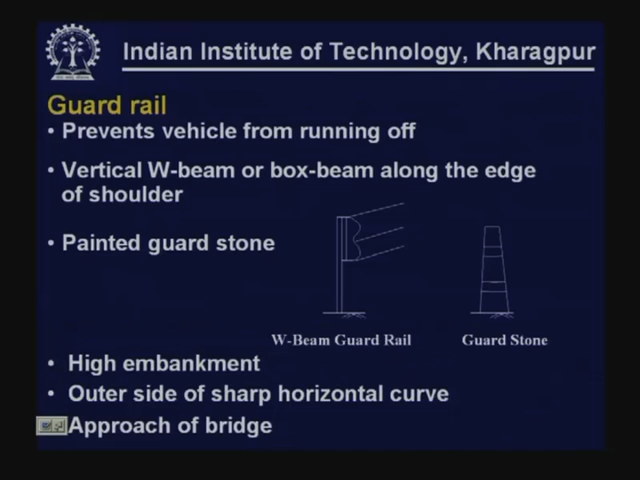 Indian Institute of Technology, Kharagpur
Guard rail
• Prevents vehicle from running off
• Vertical W-beam or box-beam along the edge
of shoulder
• Painted guard stone
W-Beam Guard Rail
Guard Stone
• High embankment
• Outer side of sharp horizontal curve
Approach of bridge